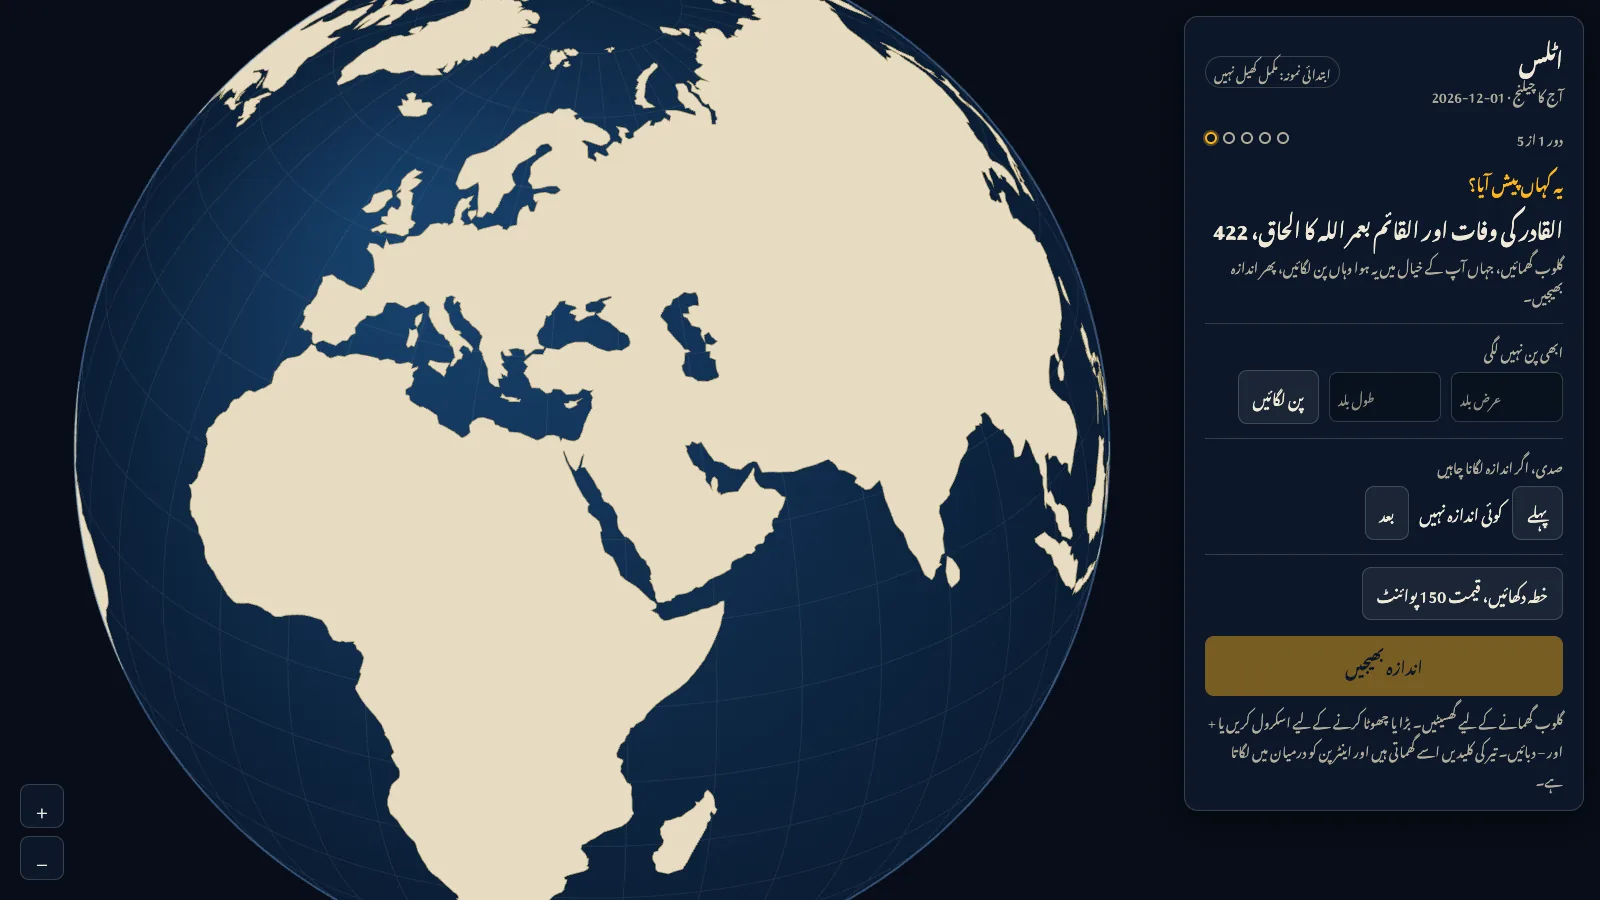 اٹلس
ابتدائی نمونہ: مکمل کھیل نہیں
آج کا چیلنج · 2026-12-01
دور 1 از 5
یہ کہاں پیش آیا؟
القادر کی وفات اور القائم بعمر اللہ کا الحاق، 422
گلوب گھمائیں، جہاں آپ کے خیال میں یہ ہوا وہاں پن لگائیں، پھر اندازہ
بھیجیں۔
ابھی پن نہیں لگی
عرض بلد
طول بلد
پن لگائیں
صدی، اگر اندازہ لگانا چاہیں
پہلے
کوئی اندازہ نہیں
بعد
خطہ دکھائیں، قیمت 150 پوائنٹ
اندازہ بھیجیں
گلوب گھمانے کے لیے گھسیٹیں۔ بڑا یا چھوٹا کرنے کے لیے اسکرول کریں یا +
اور − دبائیں۔ تیر کی کلیدیں اسے گھماتی ہیں اور اینٹر پن کو درمیان میں لگاتا
ہے۔
+
−